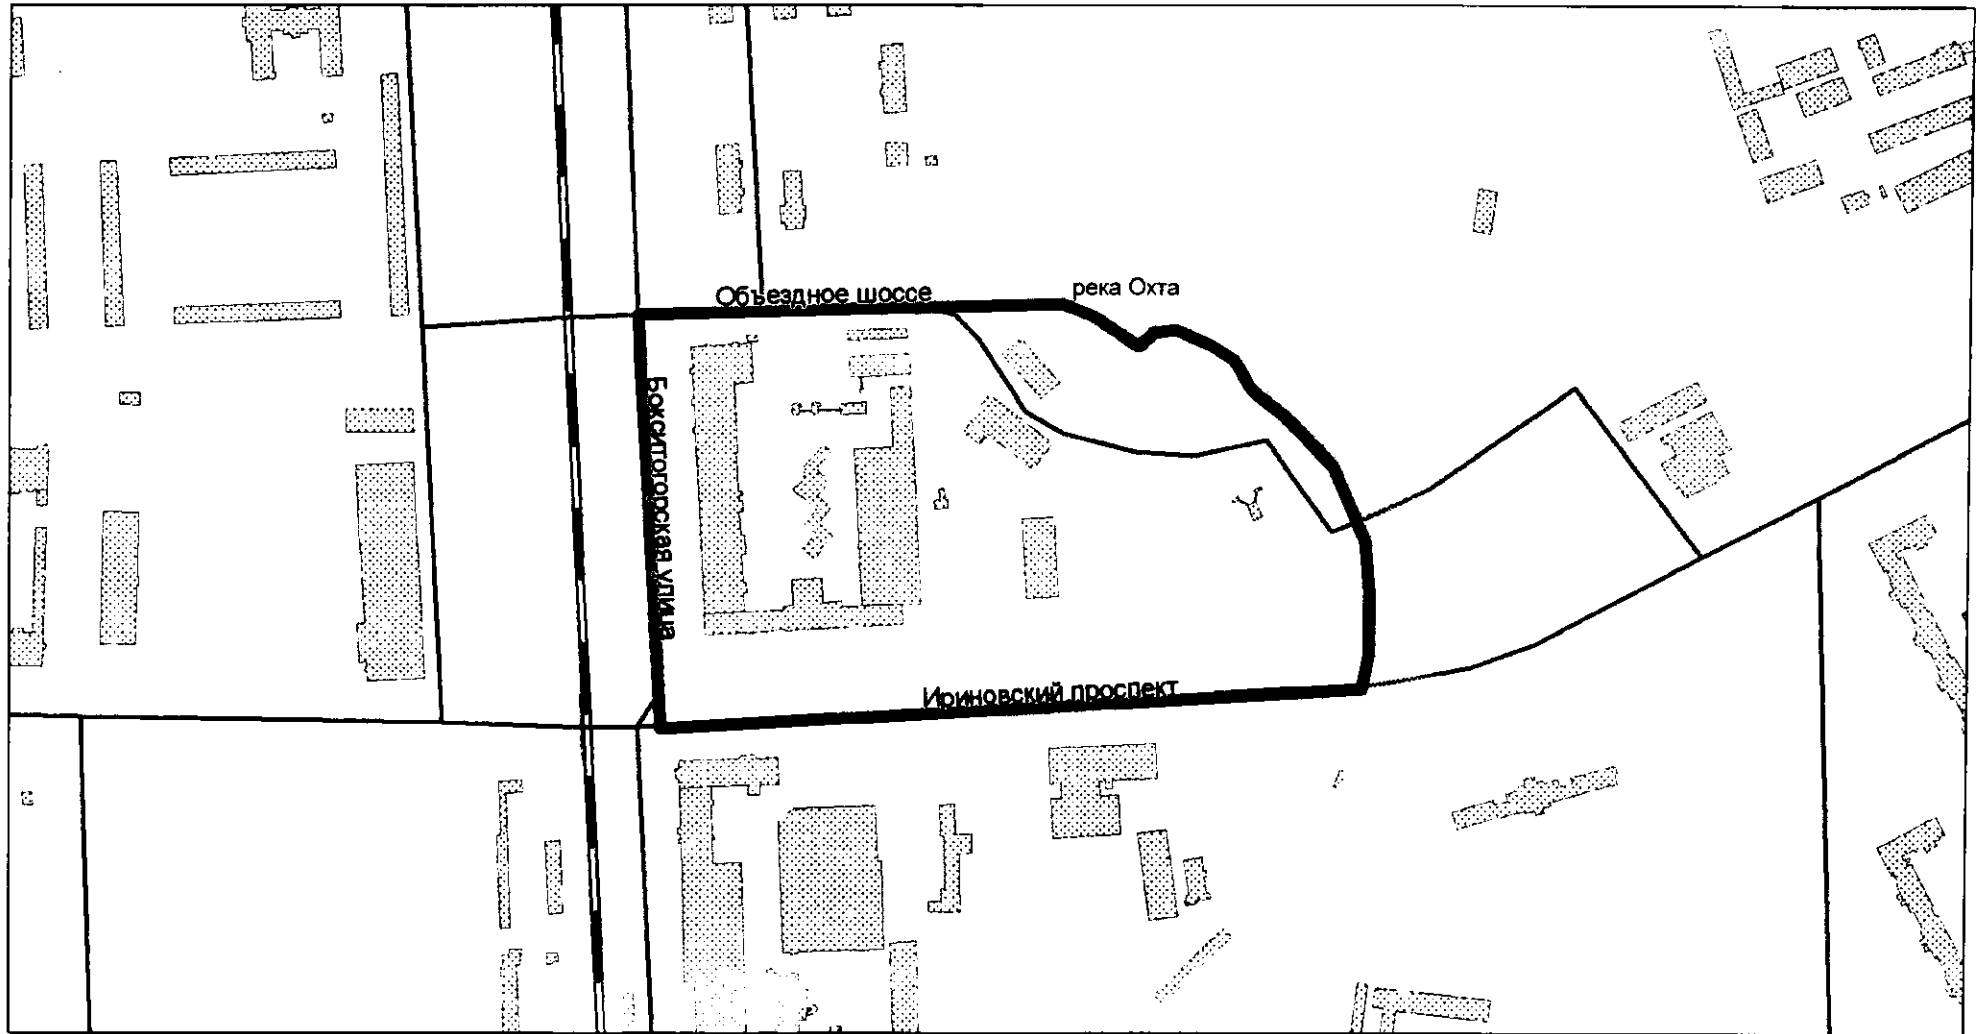 Объездное шоссе
река Охта
Бокситогорская улица
Ириновский проспект